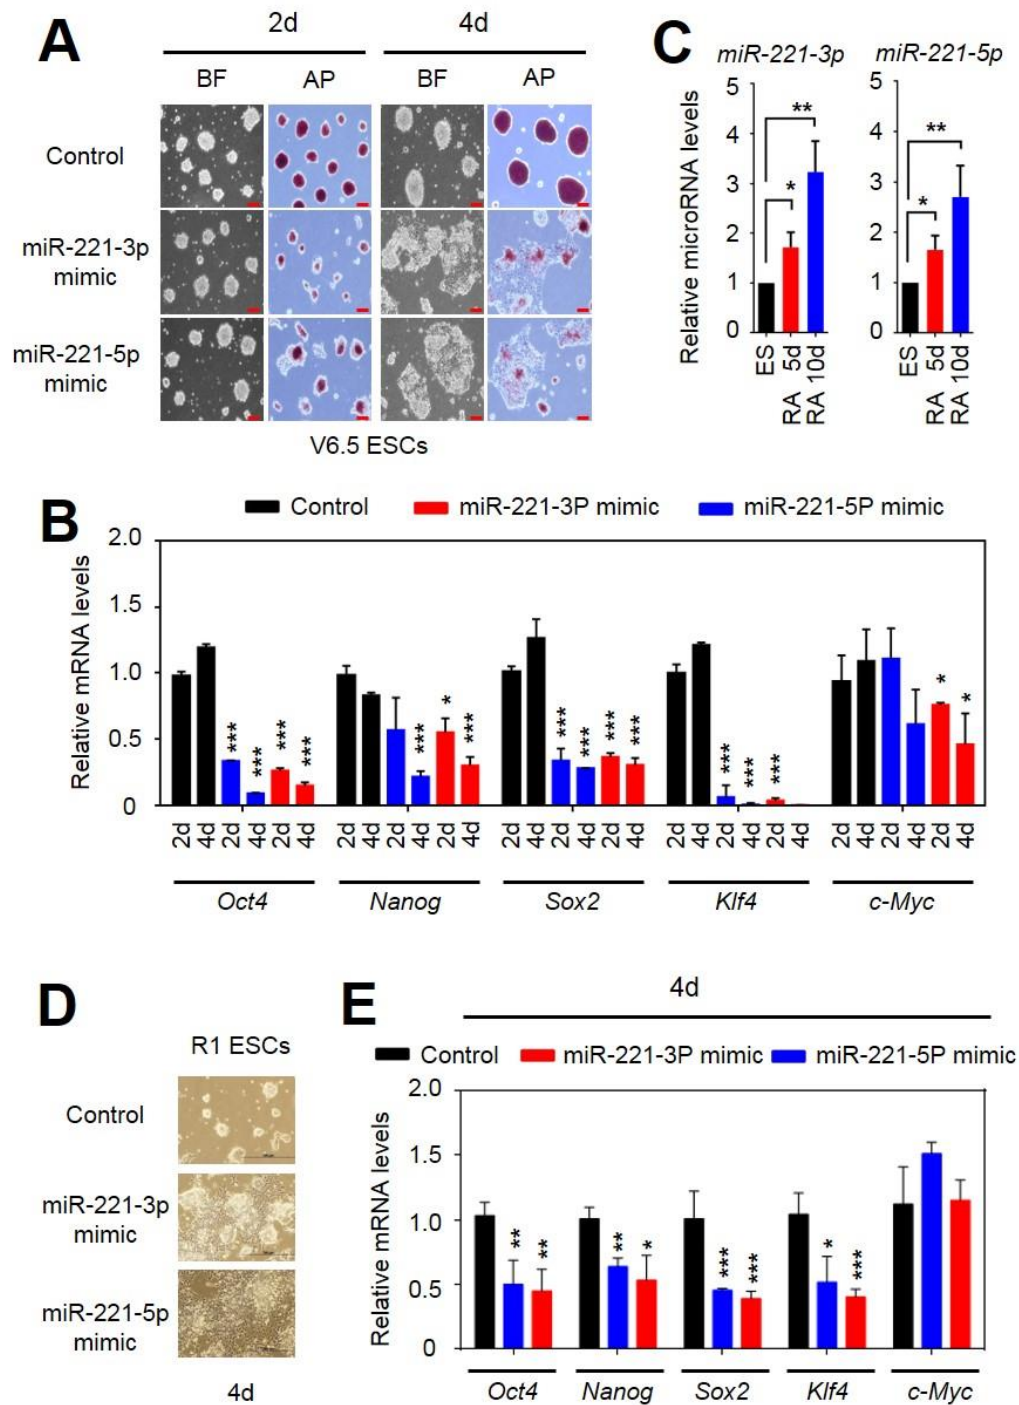 A
2d 4d
BF AP BF AP
Control
miR-221-3p
mimic
miR-221-5p
mimic
V6.5 ESCs
C
miR-221-3p miR-221-5p
Relative microRNA levels
5 5
4 4
3 3
2 2
1 1
0 0
** **
* *
ES RA 5d RA 10d ES RA 5d RA 10d
B
Control miR-221-3P mimic miR-221-5P mimic
Relative mRNA levels
2.0
1.5
1.0
0.5
0
*** *** *** *** *** * *** *** *** *** *** *** *** *** * *
2d 4d 2d 4d 2d 4d 2d 4d 2d 4d 2d 4d 2d 4d 2d 4d 2d 4d 2d 4d 2d 4d 2d 4d 2d 4d 2d 4d 2d 4d
Oct4 Nanog Sox2 Klf4 c-Myc
D
R1 ESCs
Control
miR-221-3p
mimic
miR-221-5p
mimic
4d
E
4d
Control miR-221-3P mimic miR-221-5P mimic
Relative mRNA levels
2.0
1.5
1.0
0.5
0
** ** ** * *** *** * ***
Oct4 Nanog Sox2 Klf4 c-Myc